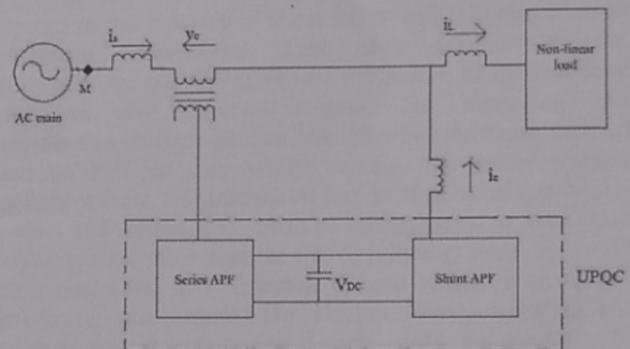 is
vc
iL
Non-linear
load
M
AC main
ic
Series APF
VDC
Shunt APF
UPQC